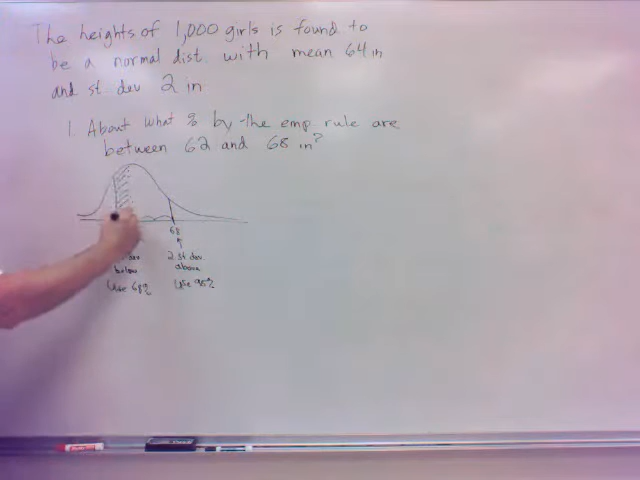 The heights of 1,000 girls is found to
be a normal dist. with mean 64 in
and st dev 2 in
1. About what % by the emp rule are
between 62 and 68 in?
68
dev 2 st dev
below above
Use 68% Use 95%